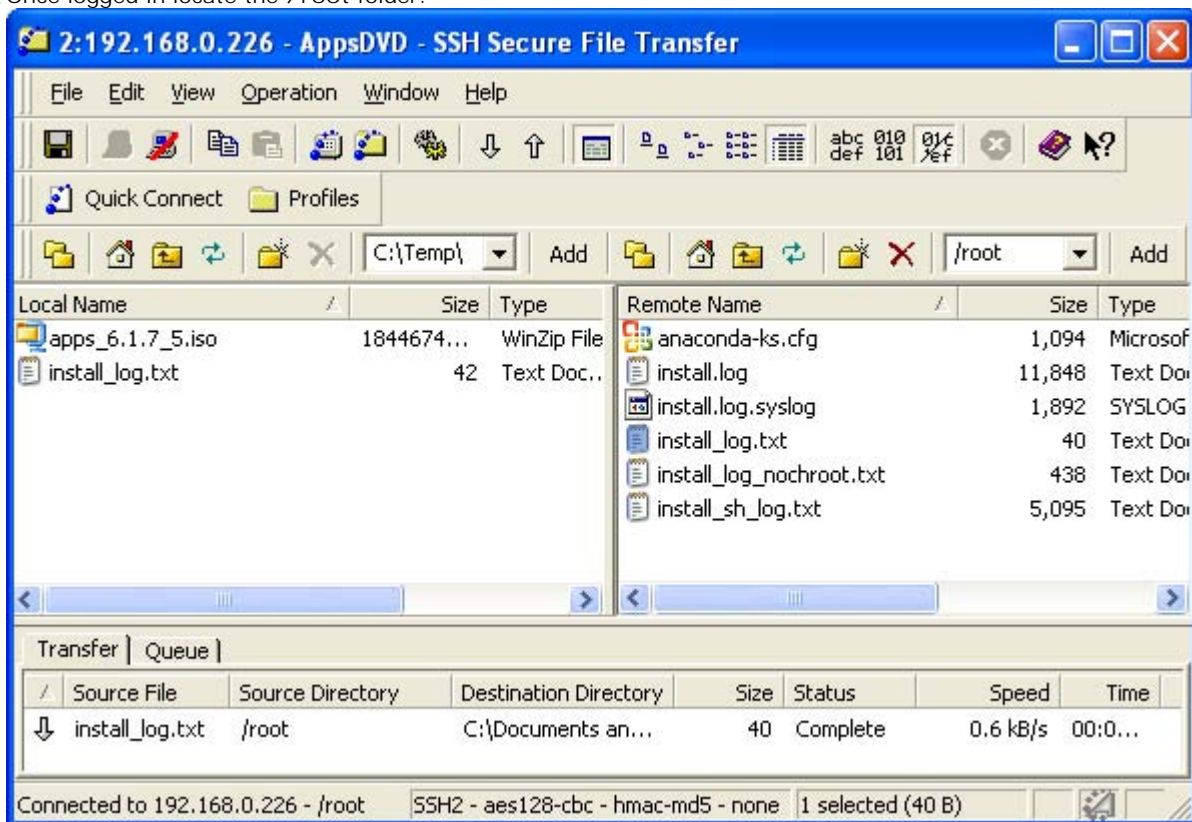 Once logged in locate the /root folder.
2:192.168.0.226 - AppsDVD - SSH Secure File Transfer
File Edit View Operation Window Help
abc def 010 101
Quick Connect Profiles
C:\Temp\ Add /root Add
Local Name Size Type Remote Name Size Type
apps_6.1.7_5.iso 1844674... WinZip File anaconda-ks.cfg 1,094 Microsof
install_log.txt 42 Text Doc.. install.log 11,848 Text Do
install.log.syslog 1,892 SYSLOG
install_log.txt 40 Text Do
install_log_nochroot.txt 438 Text Do
install_sh_log.txt 5,095 Text Do
Transfer Queue
Source File Source Directory Destination Directory Size Status Speed Time
install_log.txt /root C:\Documents an... 40 Complete 0.6 kB/s 00:0...
Connected to 192.168.0.226 - /root SSH2 - aes128-cbc - hmac-md5 - none 1 selected (40 B)